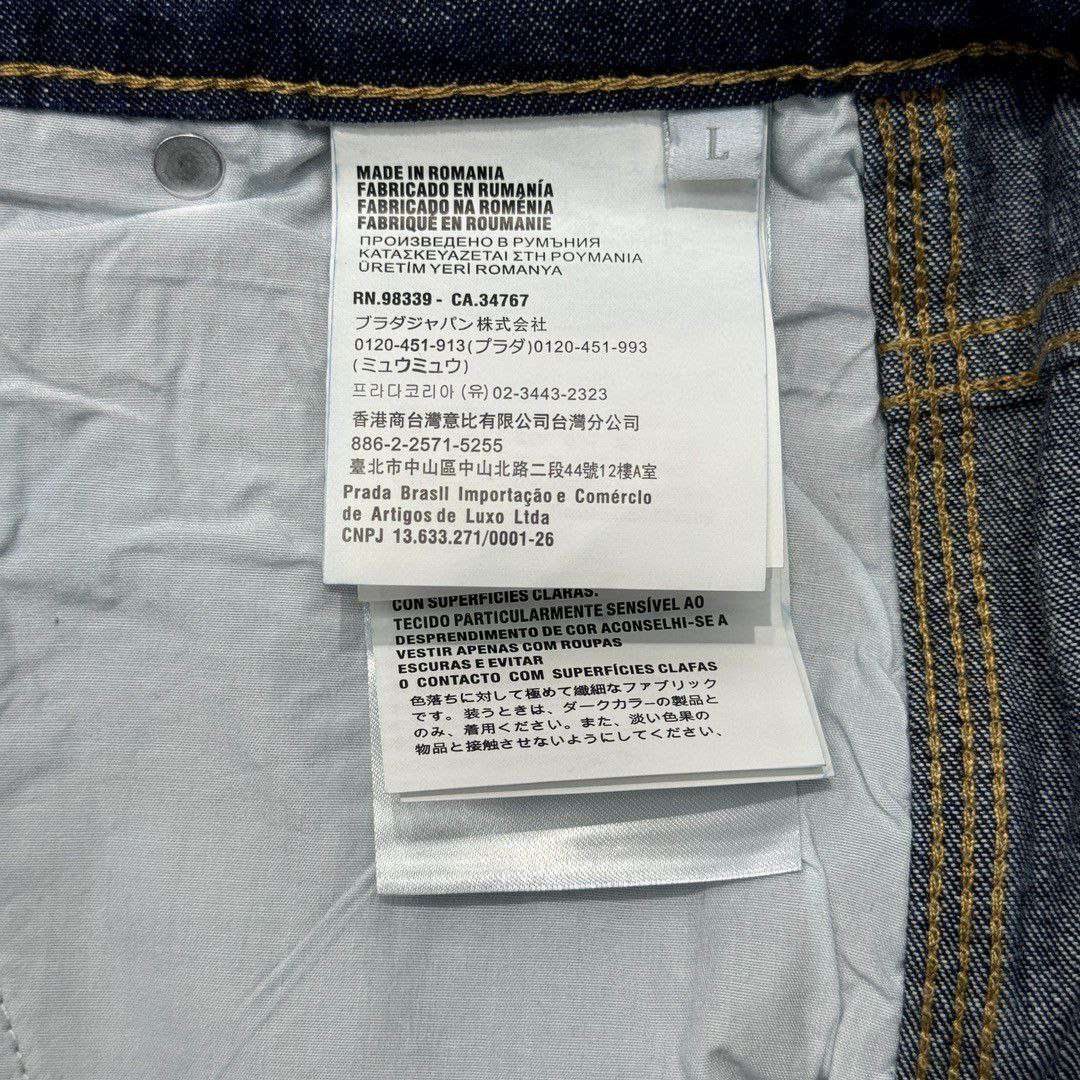 L
MADE IN ROMANIA
FABRICADO EN RUMANÍA
FABRICADO NA ROMÉNIA
FABRIQUÉ EN ROUMANIE
ПРОИЗВЕДЕНО В РУМЪНИЯ
ΚΑΤΑΣΚΕΥΑΖΕΤΑΙ ΣΤΗ ΡΟΥΜΑΝΙΑ
ÜRETİM YERİ ROMANYA
RN.98339 - CA.34767
ブラダジャパン株式会社
0120-451-913(プラダ)0120-451-993
(ミュウミュウ)
프라다코리아 (유) 02-3443-2323
香港商台灣意比有限公司台灣分公司
886-2-2571-5255
臺北市中山區中山北路二段44號12樓A室
Prada Brasll Importação e Comérclo
de Artigos de Luxo Ltda
CNPJ 13.633.271/0001-26
CON SUPERFICIES CLARAS.
TECIDO PARTICULARMENTE SENSÍVEL AO
DESPRENDIMENTO DE COR ACONSELHI-SE A
VESTIR APENAS COM ROUPAS
ESCURAS E EVITAR
O CONTACTO COM SUPERFÍCIES CLAFAS
色落ちに対して極めて繊細なファブリック
です。装うときは、ダークカラーの製品と
のみ、着用ください。また、淡い色果の
物品と接触させないようにしてください、